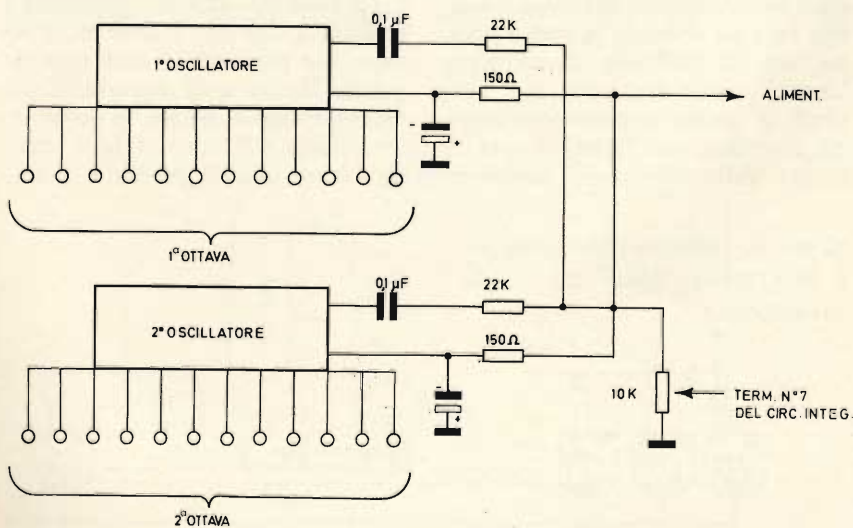 0,1 µF
22K
1° OSCILLATORE
150Ω
ALIMENT.
-
+
1ª OTTAVA
0,1 µF
22K
2° OSCILLATORE
150Ω
-
+
10K
TERM. N°7
DEL CIRC. INTEG.
2ª OTTAVA